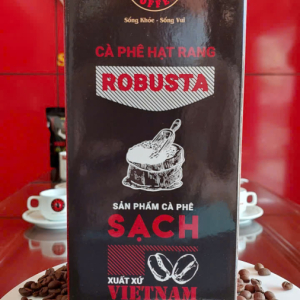 Sống Khỏe - Sống Vui
CÀ PHÊ HẠT RANG
ROBUSTA
SẢN PHẨM CÀ PHÊ
SẠCH
XUẤT XỨ
VIETNAM